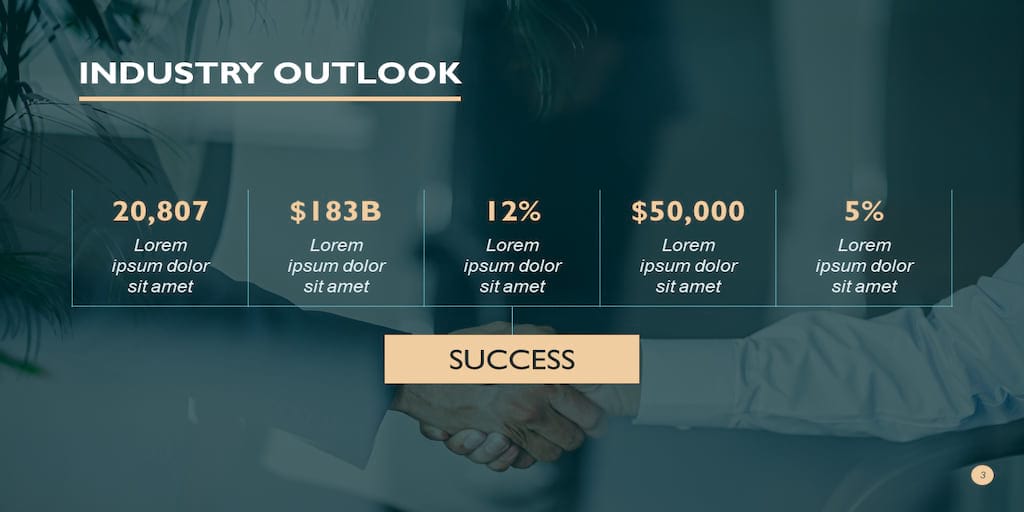 INDUSTRY OUTLOOK
20,807
Lorem
ipsum dolor
sit amet
$183B
Lorem
ipsum dolor
sit amet
12%
Lorem
ipsum dolor
sit amet
$50,000
Lorem
ipsum dolor
sit amet
5%
Lorem
ipsum dolor
sit amet
SUCCESS
3